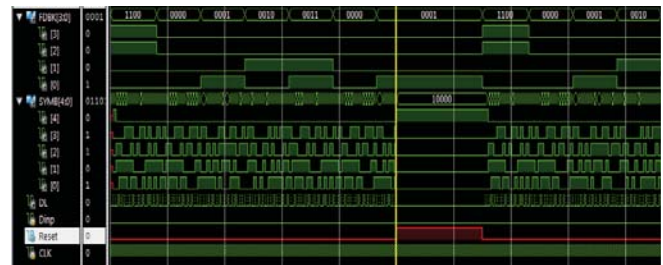 FDBK[3:0] 0001 1100 0000 0001 0010 0011 0000 0001 1100 0000 0001 0010
[3] 0
[2] 0
[1] 0
[0] 1
SYMB[4:0] 01101 10000
[4] 0
[3] 1
[2] 1
[1] 0
[0] 1
DL 0
Dinp 0
Reset 0
CLK 0